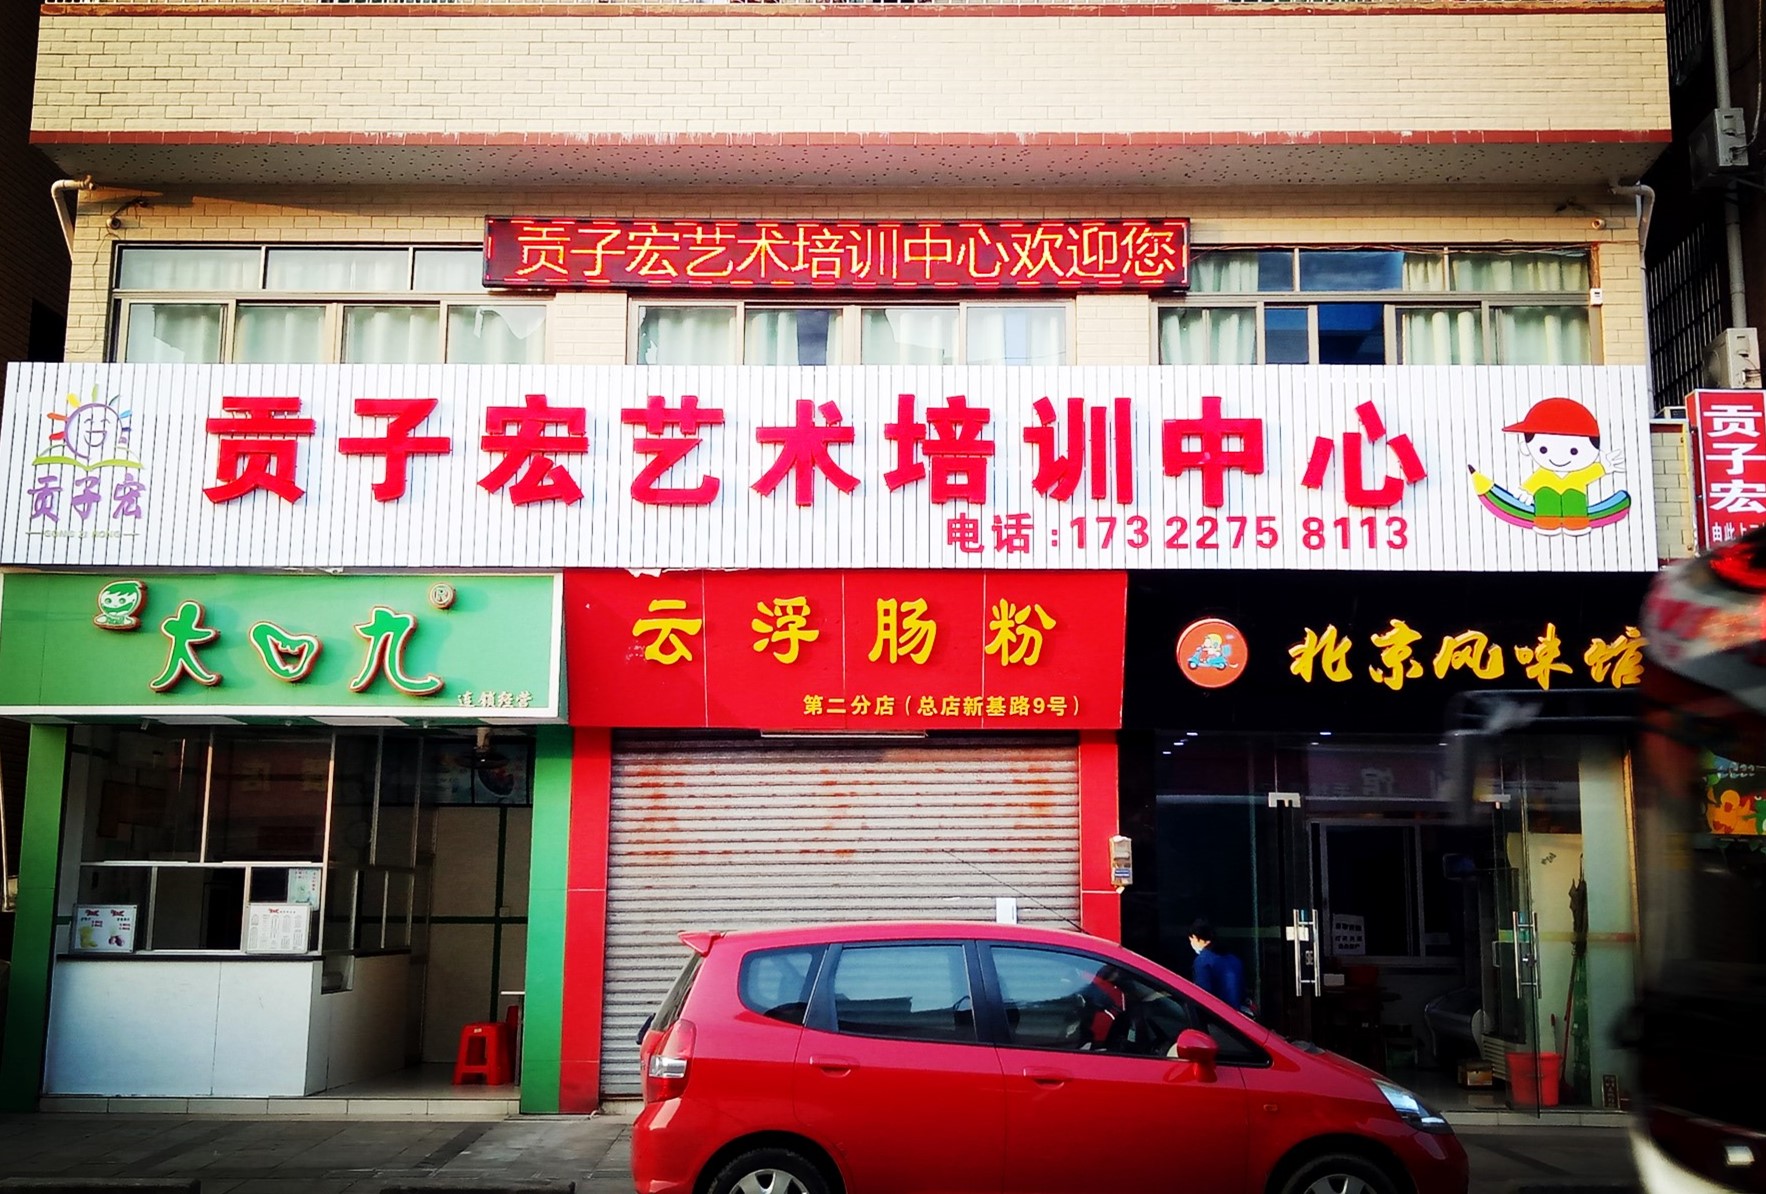 贡子宏艺术培训中心欢迎您
贡子宏艺术培训中心
电话:173 2275 8113
贡子宏
GONG ZI HONG
贡子宏
大口九
连锁经营
云浮肠粉
第二分店(总店新基路9号)
北京风味馆